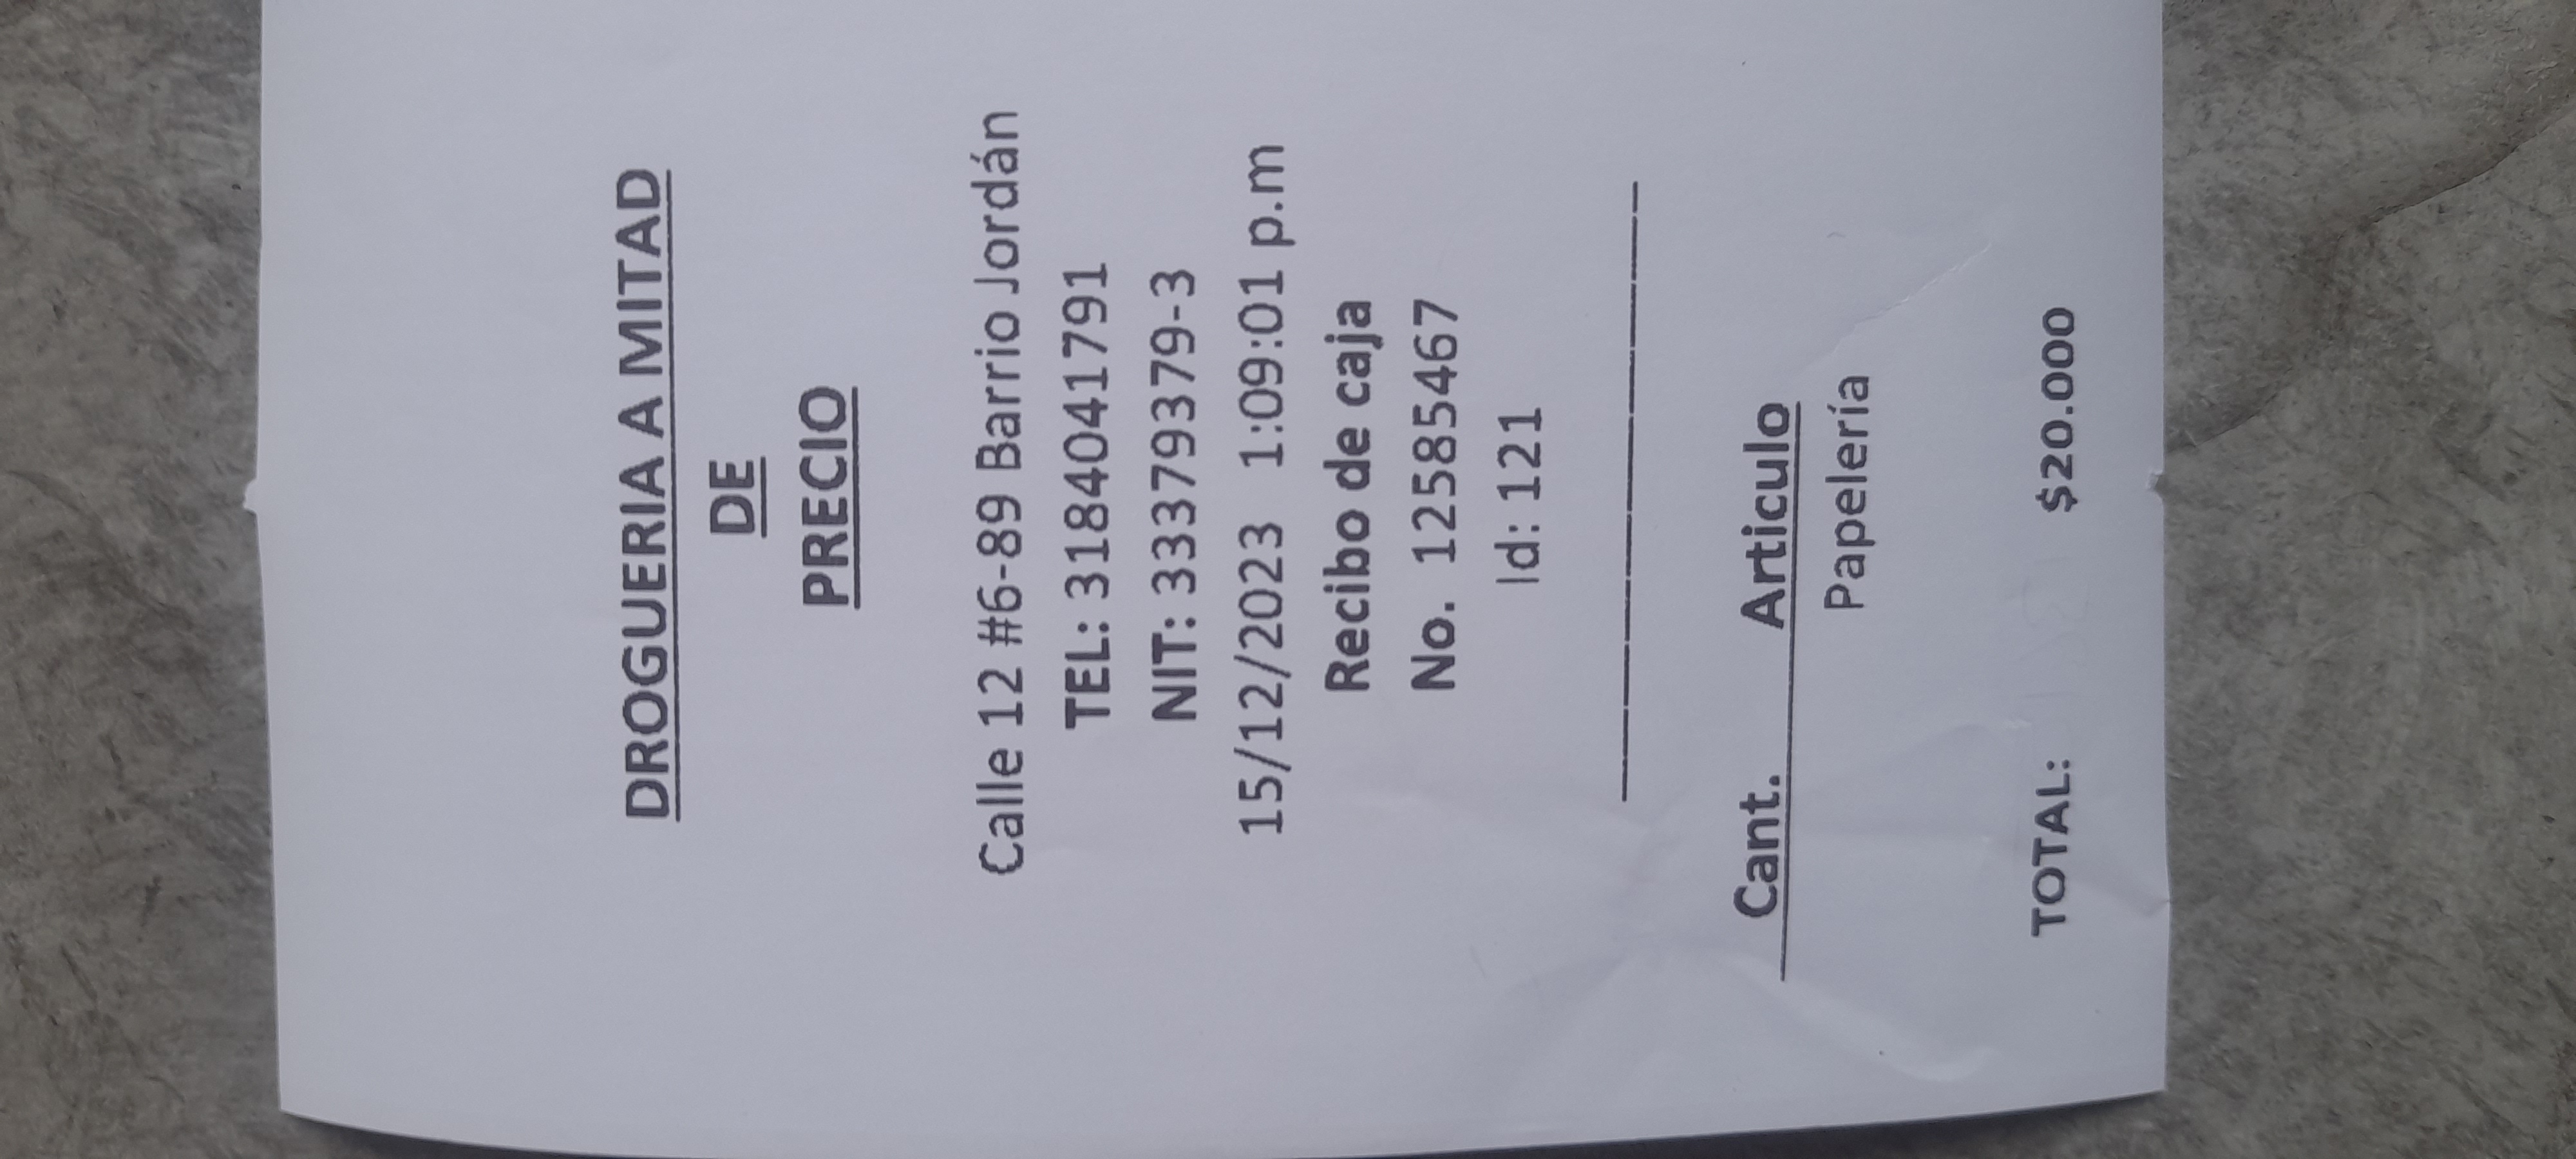 DROGUERIA A MITAD
DE
PRECIO
Calle 12 #6-89 Barrio Jordán
TEL: 3184041791
NIT: 33379379-3
15/12/2023 1:09:01 p.m
Recibo de caja
No. 12585467
Id: 121
Cant. Articulo
Papelería
TOTAL: $20.000